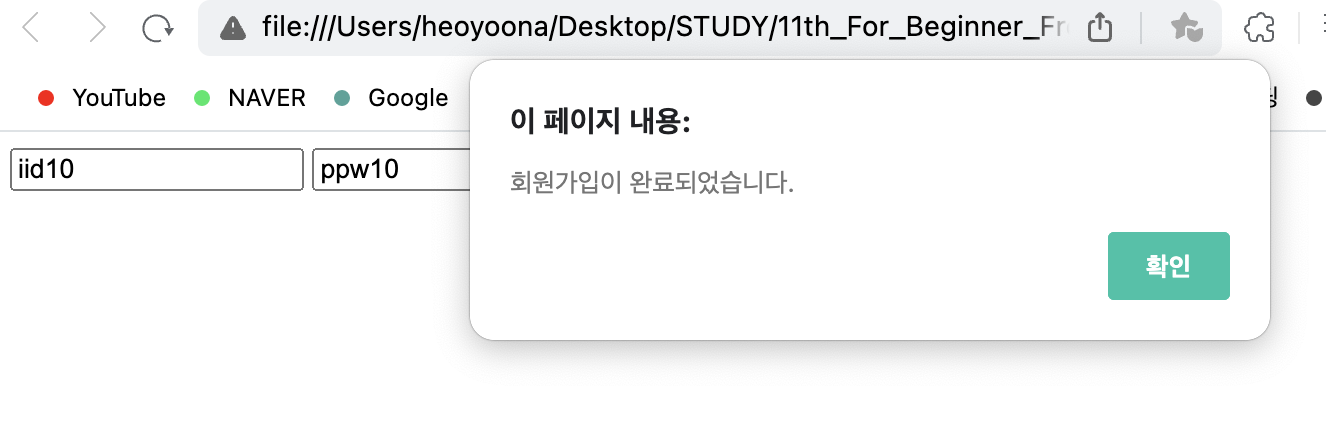 file:///Users/heoyoona/Desktop/STUDY/11th_For_Beginner_Fr
YouTube NAVER Google
이 페이지 내용:
iid10 ppw10
회원가입이 완료되었습니다.
확인